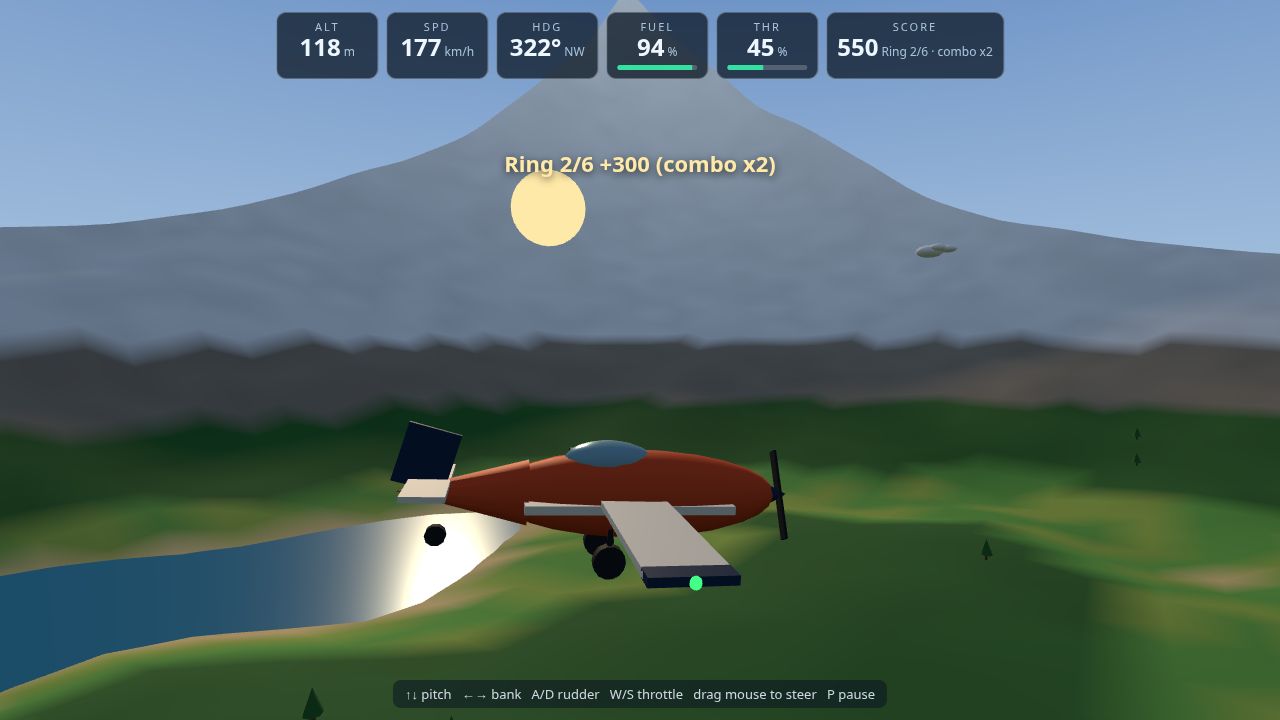 ALT
118 m
SPD
177 km/h
HDG
322° NW
FUEL
94 %
THR
45 %
SCORE
550 Ring 2/6 · combo x2
Ring 2/6 +300 (combo x2)
↑↓ pitch ←→ bank A/D rudder W/S throttle drag mouse to steer P pause